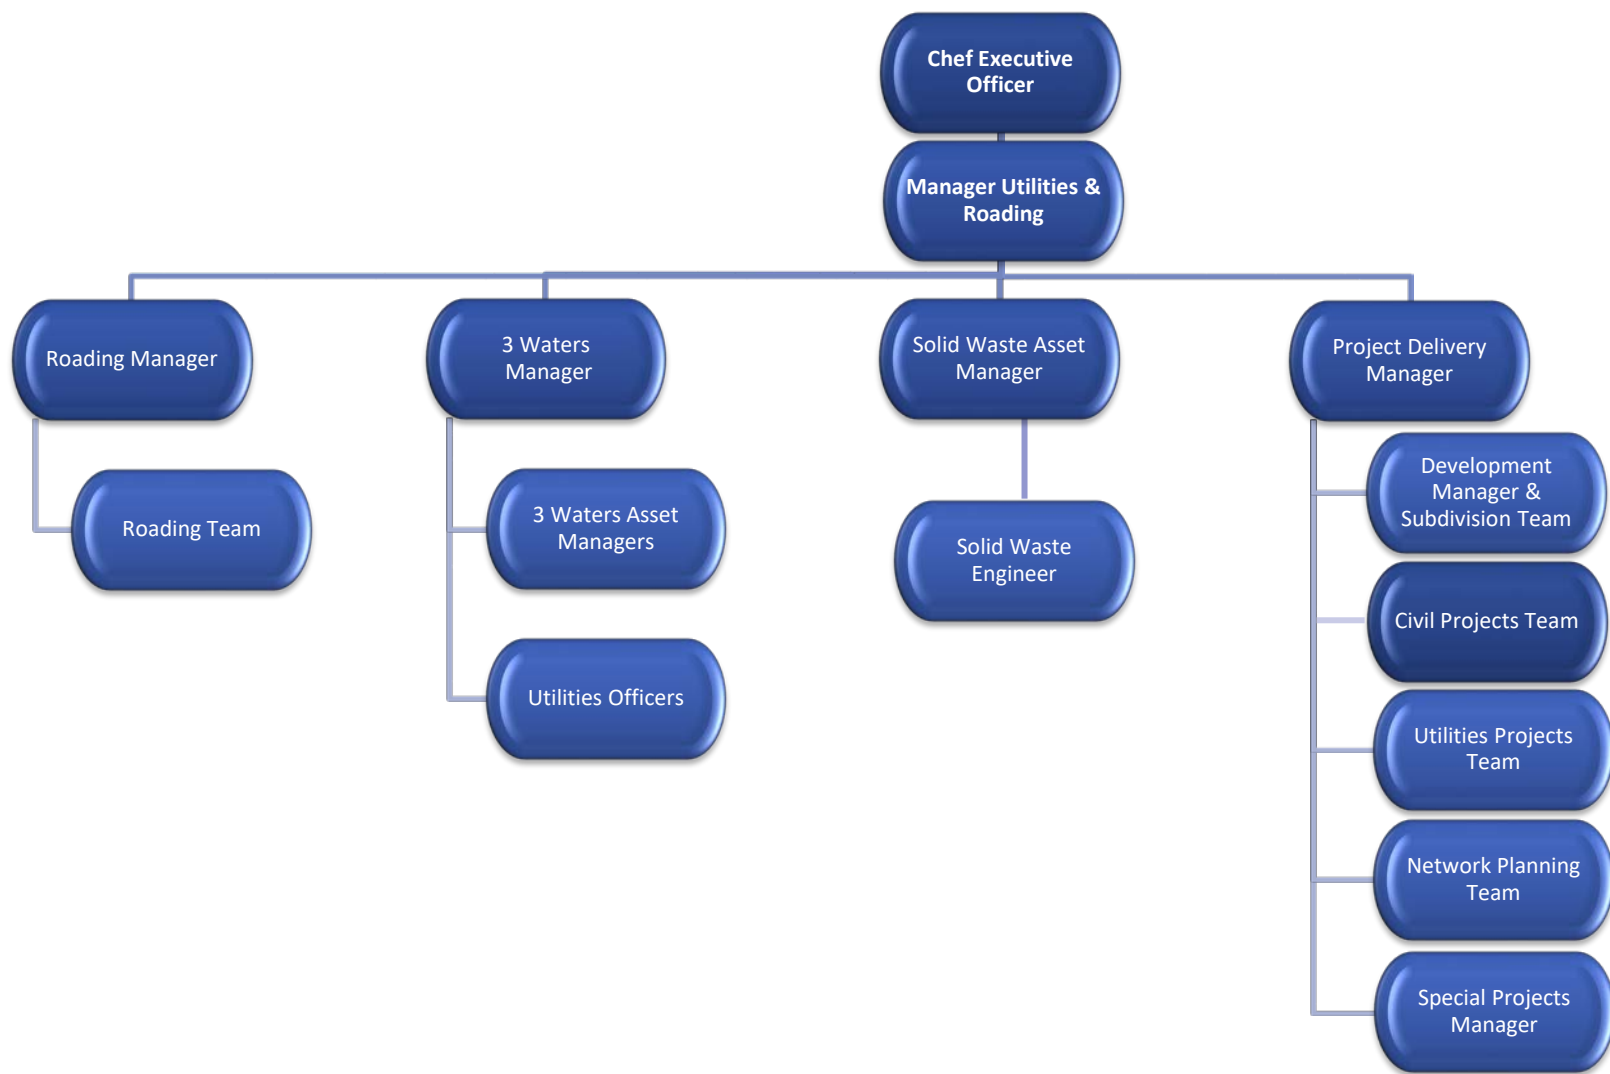 Chef Executive
Officer
Manager Utilities &
Roading
Roading Manager
3 Waters
Manager
Solid Waste Asset
Manager
Project Delivery
Manager
Roading Team
3 Waters Asset
Managers
Utilities Officers
Solid Waste
Engineer
Development
Manager &
Subdivision Team
Civil Projects Team
Utilities Projects
Team
Network Planning
Team
Special Projects
Manager